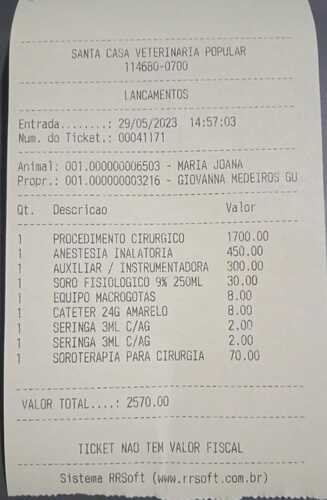 SANTA CASA VETERINARIA POPULAR
114680-0700
LANCAMENTOS
Entrada........: 29/05/2023 14:57:03
Num. do Ticket.: 00041171
Animal: 001.000000006503 - MARIA JOANA
Propr.: 001.000000003216 - GIOVANNA MEDEIROS GU
Qt. Descricao Valor
1 PROCEDIMENTO CIRURGICO 1700.00
1 ANESTESIA INALATORIA 450.00
1 AUXILIAR / INSTRUMENTADORA 300.00
1 SORO FISIOLOGICO 9% 250ML 30.00
1 EQUIPO MACROGOTAS 8.00
1 CATETER 24G AMARELO 8.00
1 SERINGA 3ML C/AG 2.00
1 SERINGA 3ML C/AG 2.00
1 SOROTERAPIA PARA CIRURGIA 70.00
VALOR TOTAL....: 2570.00
TICKET NAO TEM VALOR FISCAL
Sistema RRSoft (www.rrsoft.com.br)